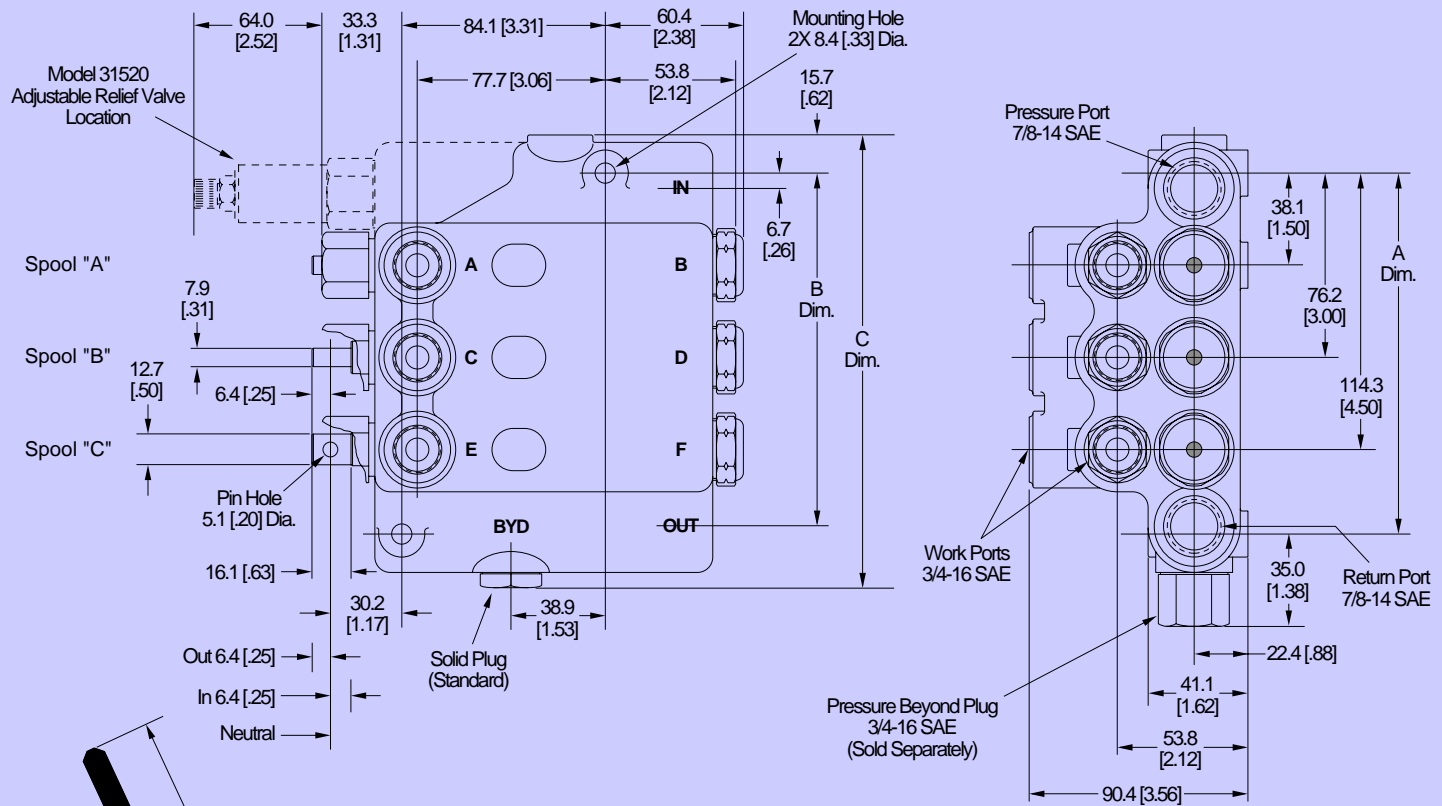 64.0
[2.52]
33.3
[1.31]
84.1 [3.31]
Mounting Hole
2X 8.4 [.33] Dia.
60.4
[2.38]
77.7 [3.06]
53.8
[2.12]
15.7
[.62]
Model 31520
Adjustable Relief Valve
Location
IN
6.7
[.26]
Spool "A"
A
B
B
Dim.
C
Dim.
7.9
[.31]
Spool "B"
C
D
12.7
[.50]
6.4 [.25]
Spool "C"
E
F
Pin Hole
5.1 [.20] Dia.
BYD
OUT
16.1 [.63]
30.2
[1.17]
38.9
[1.53]
Out 6.4 [.25]
In 6.4 [.25]
Neutral
Solid Plug
(Standard)
Pressure Port
7/8-14 SAE
38.1
[1.50]
A
Dim.
76.2
[3.00]
114.3
[4.50]
Work Ports
3/4-16 SAE
35.0
[1.38]
Return Port
7/8-14 SAE
22.4 [.88]
41.1
[1.62]
Pressure Beyond Plug
3/4-16 SAE
(Sold Separately)
53.8
[2.12]
90.4 [3.56]